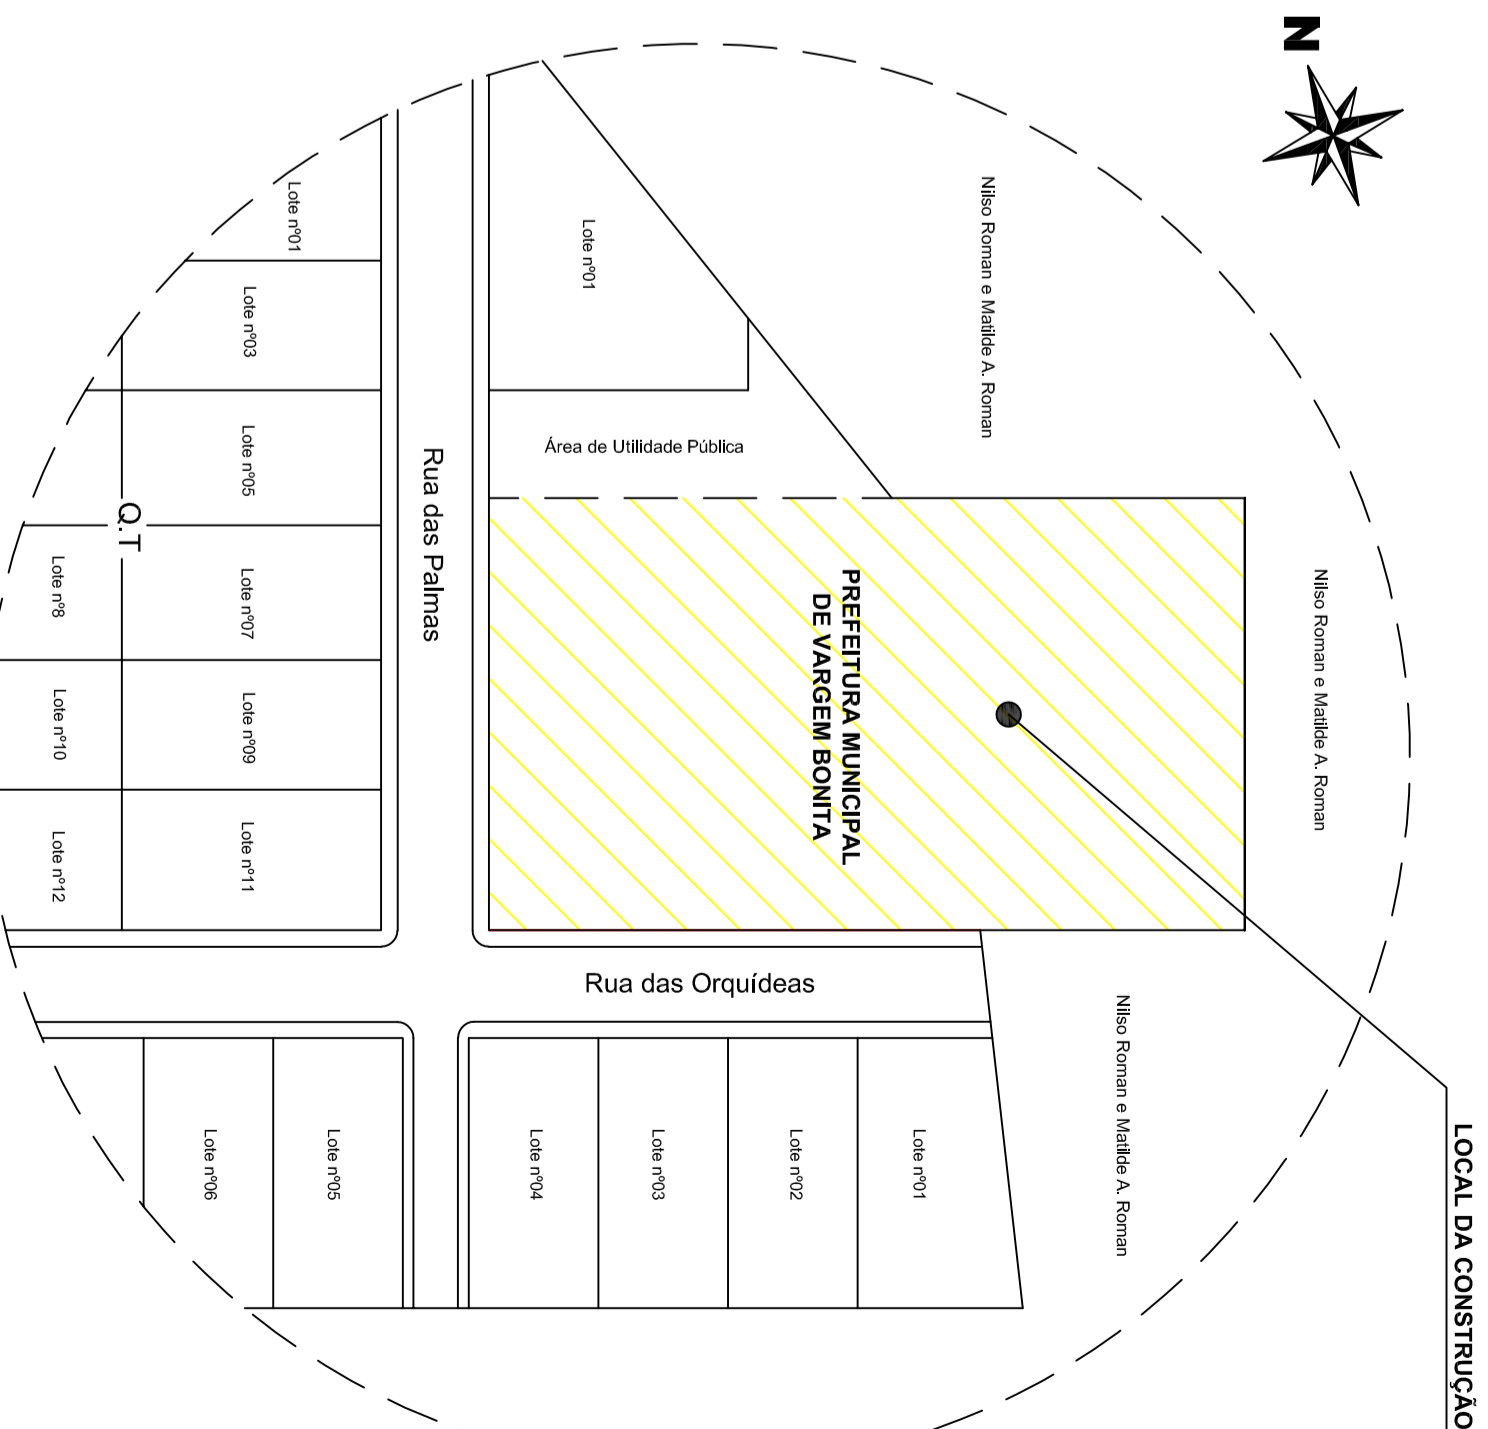 N
Nilso Roman e Matilde A. Roman
Nilso Roman e Matilde A. Roman
Nilso Roman e Matilde A. Roman
LOCAL DA CONSTRUÇÃO
Lote nº01
Área de Utilidade Pública
PREFEITURA MUNICIPAL
DE VARGEM BONITA
Rua das Palmas
Rua das Orquídeas
Lote nº01
Lote nº03
Lote nº05
Lote nº07
Lote nº09
Lote nº11
Q.T
Lote nº8
Lote nº10
Lote nº12
Lote nº06
Lote nº05
Lote nº04
Lote nº03
Lote nº02
Lote nº01